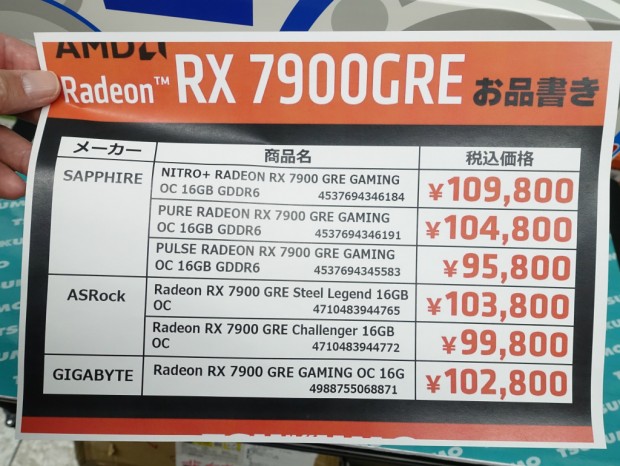 AMD
Radeon™ RX 7900GRE お品書き
メーカー 商品名 税込価格
SAPPHIRE NITRO+ RADEON RX 7900 GRE GAMING
OC 16GB GDDR6 4537694346184 ¥109,800
PURE RADEON RX 7900 GRE GAMING
OC 16GB GDDR6 4537694346191 ¥104,800
PULSE RADEON RX 7900 GRE GAMING
OC 16GB GDDR6 4537694345583 ¥95,800
ASRock Radeon RX 7900 GRE Steel Legend 16GB
OC 4710483944765 ¥103,800
Radeon RX 7900 GRE Challenger 16GB
OC 4710483944772 ¥99,800
GIGABYTE Radeon RX 7900 GRE GAMING OC 16G
4988755068871 ¥102,800